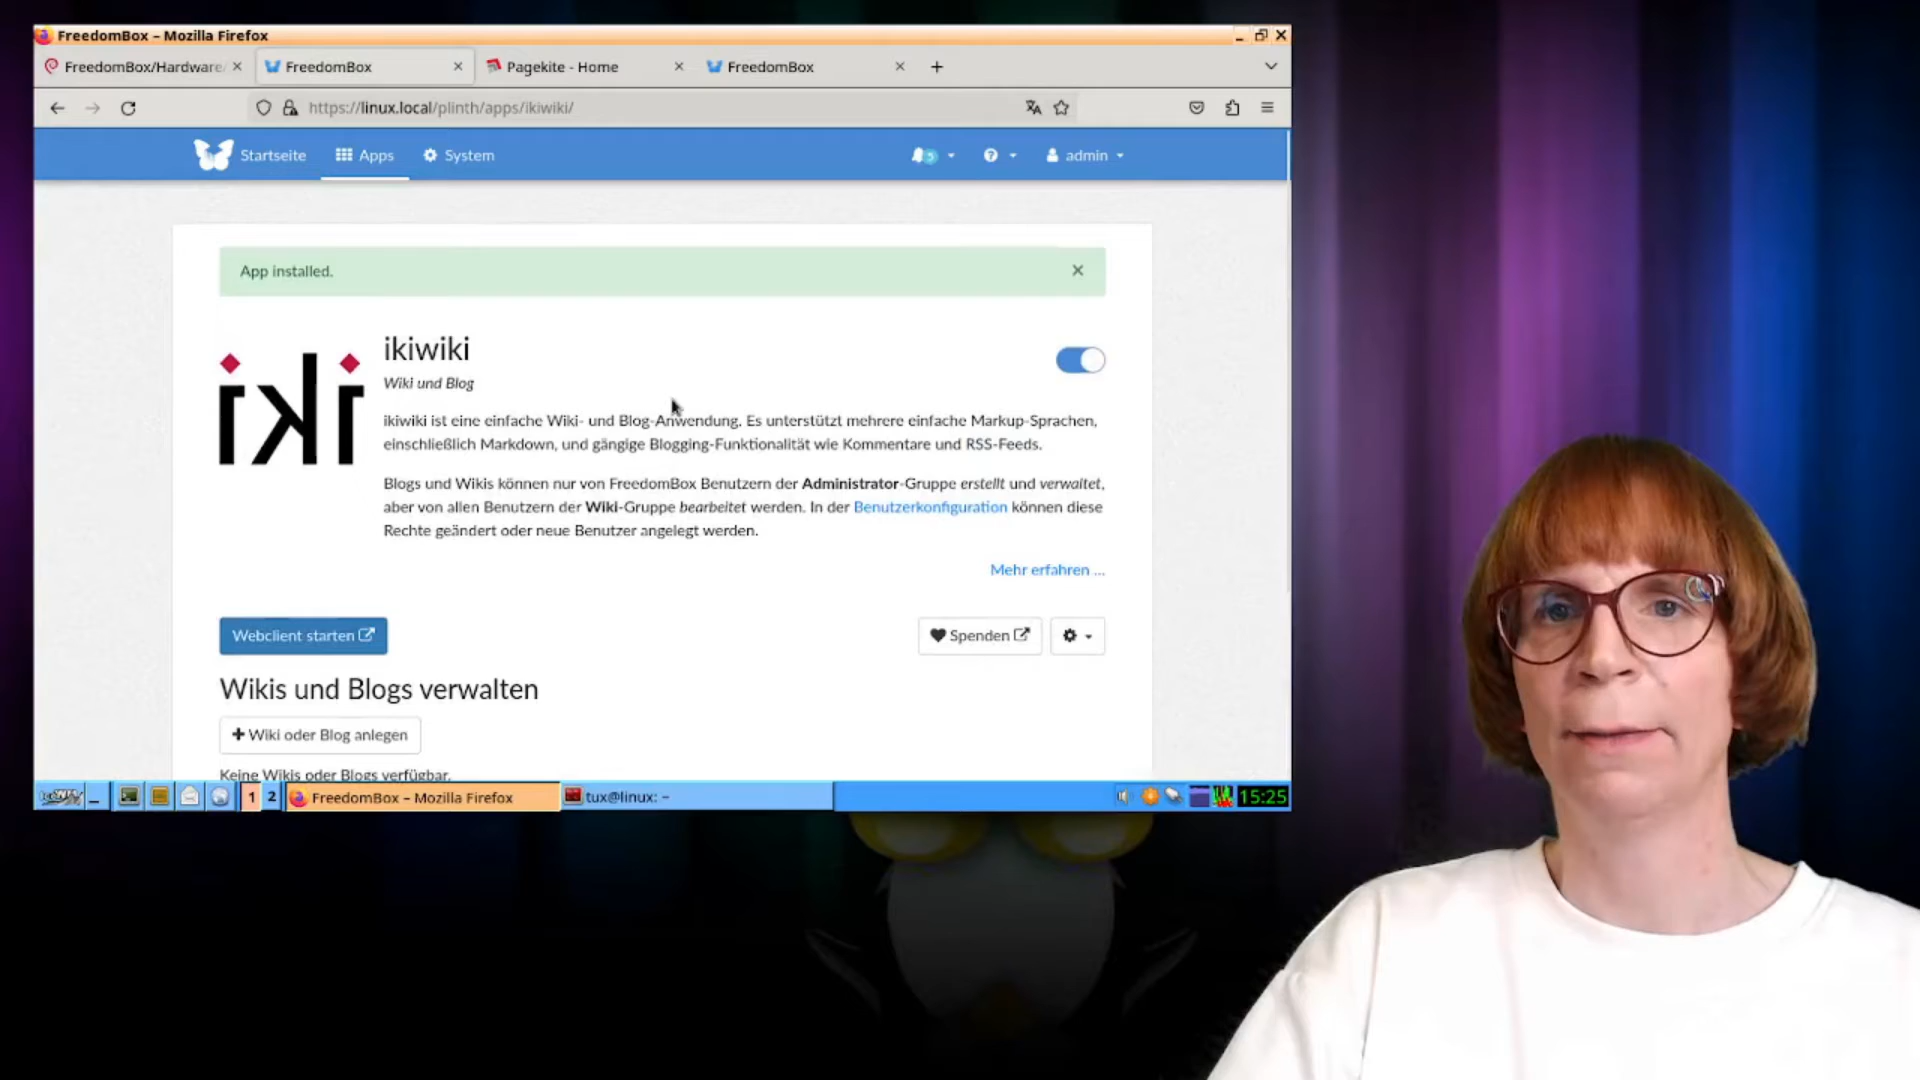 FreedomBox – Mozilla Firefox
FreedomBox/Hardware/
FreedomBox
Pagekite - Home
FreedomBox
https://linux.local/plinth/apps/ikiwiki/
Startseite
Apps
System
5
admin
App installed.
iki
ikiwiki
Wiki und Blog
ikiwiki ist eine einfache Wiki- und Blog-Anwendung. Es unterstützt mehrere einfache Markup-Sprachen,
einschließlich Markdown, und gängige Blogging-Funktionalität wie Kommentare und RSS-Feeds.
Blogs und Wikis können nur von FreedomBox Benutzern der Administrator-Gruppe erstellt und verwaltet,
aber von allen Benutzern der Wiki-Gruppe bearbeitet werden. In der Benutzerkonfiguration können diese
Rechte geändert oder neue Benutzer angelegt werden.
Mehr erfahren ...
Webclient starten
Spenden
Wikis und Blogs verwalten
+ Wiki oder Blog anlegen
Keine Wikis oder Blogs verfügbar.
1
2
FreedomBox – Mozilla Firefox
tux@linux: ~
15:25